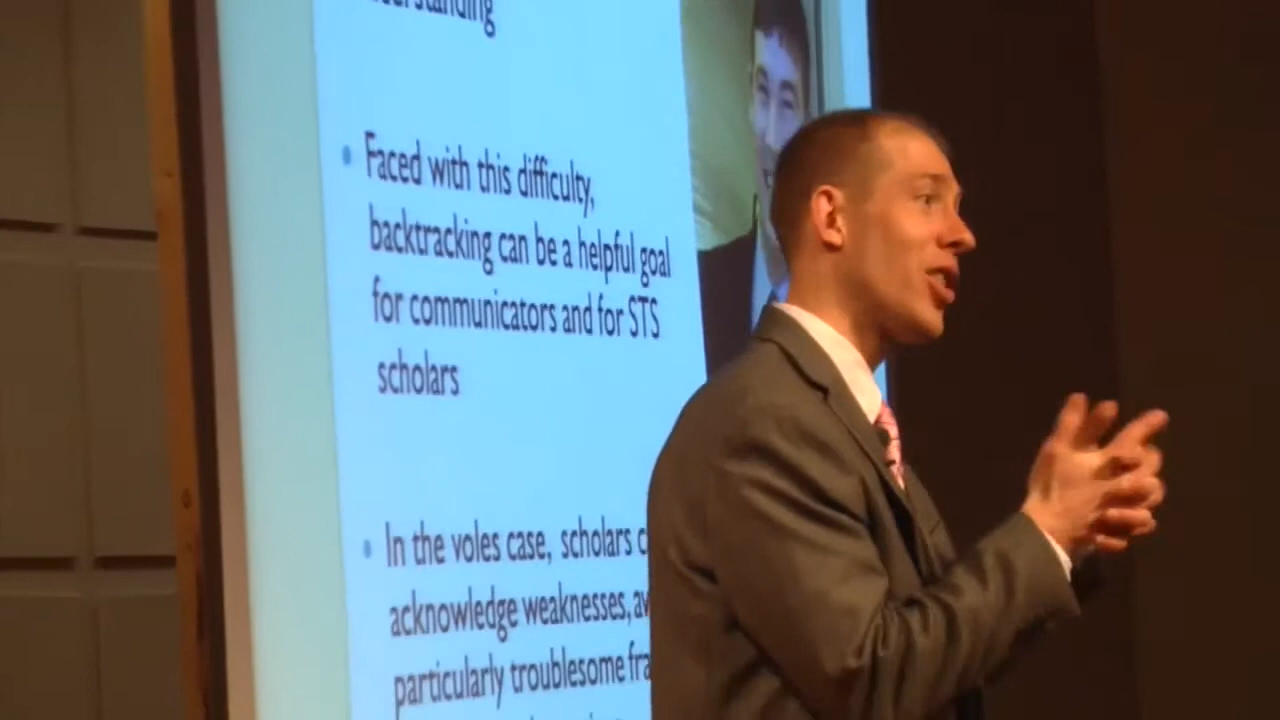 Faced with this difficulty,
backtracking can be a helpful goal
for communicators and for STS
scholars
In the voles case, scholars
acknowledge weaknesses,
particularly troublesome